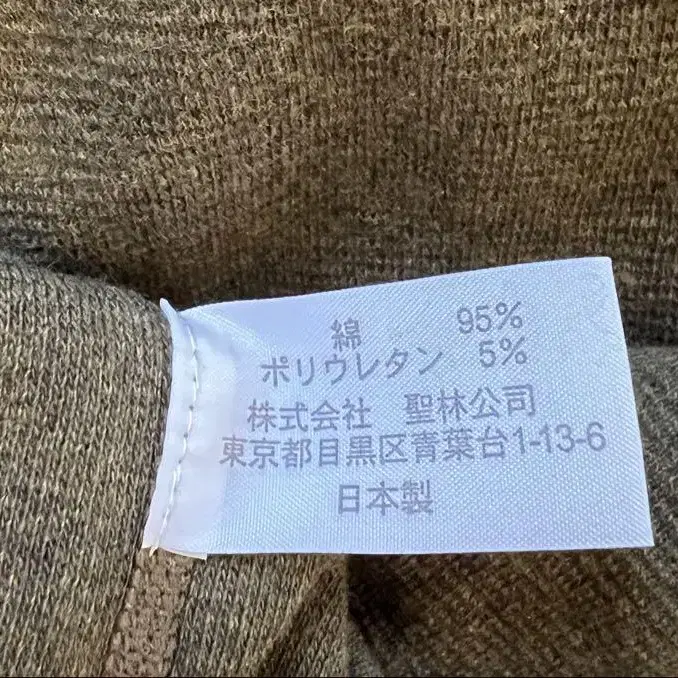 綿 95%
ポリウレタン 5%
株式会社 聖林公司
東京都目黒区青葉台1-13-6
日本製